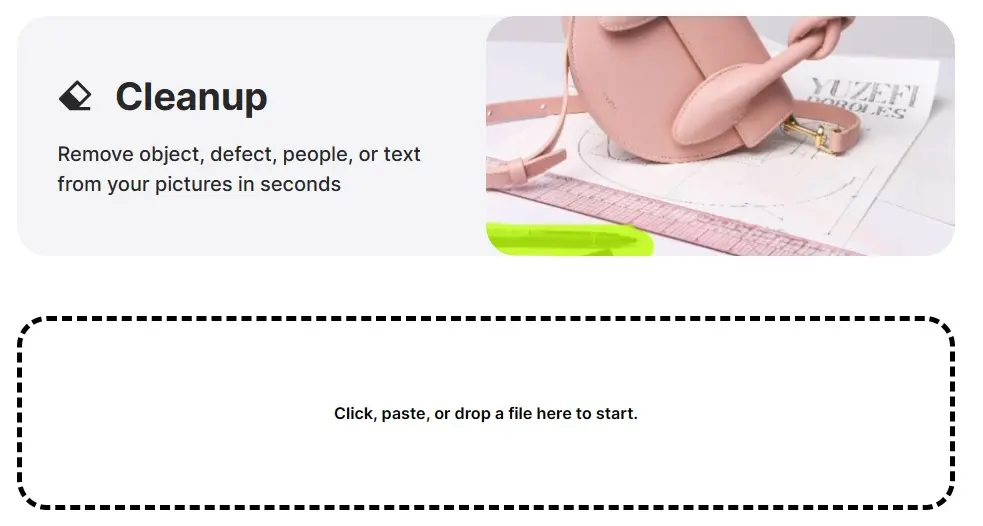 Cleanup
Remove object, defect, people, or text
from your pictures in seconds
YUZEFI
Click, paste, or drop a file here to start.